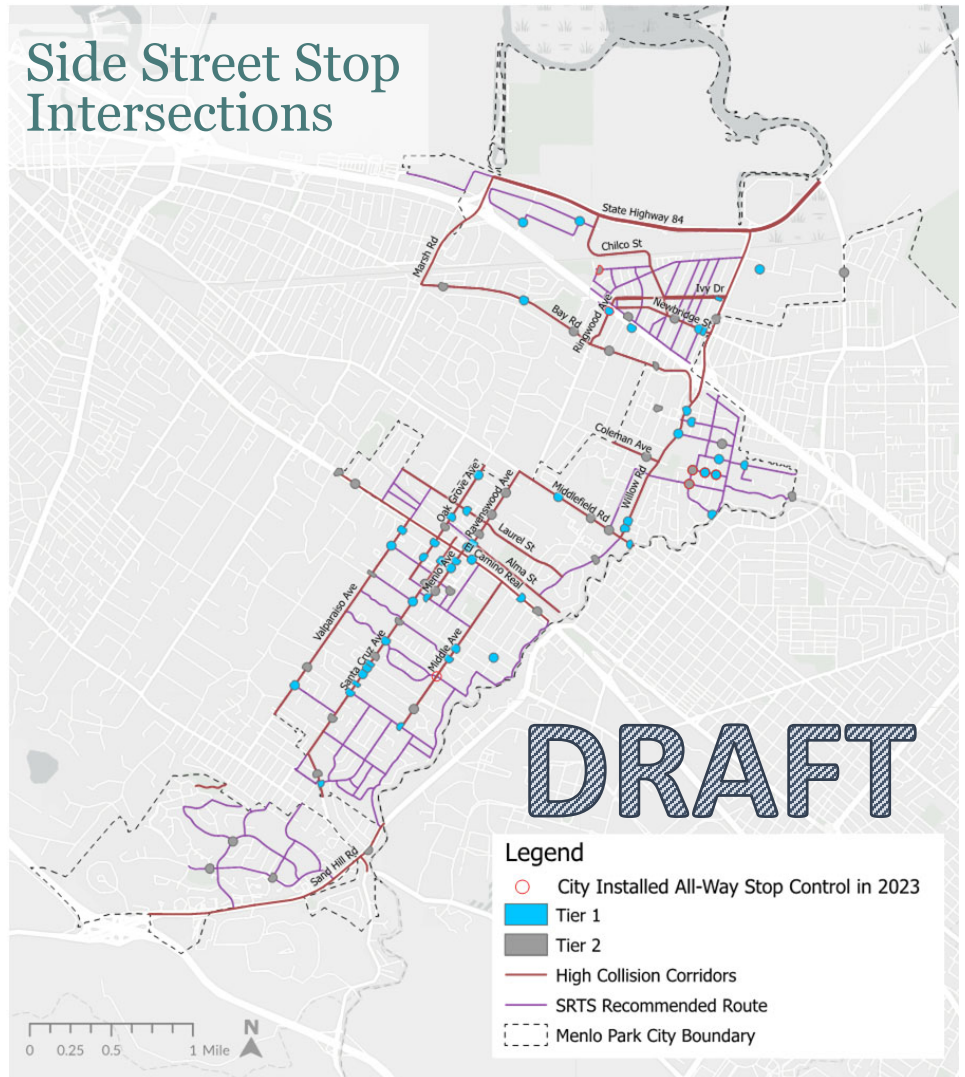 Side Street Stop
Intersections
State Highway 84
Marsh Rd
Chilco St
Ivy Dr
Bay Rd
Ringwood Ave
Newbridge St
Coleman Ave
Willow Rd
Middlefield Rd
Oak Grove Ave
Ravenswood Ave
Laurel St
Alma St
El Camino Real
Menlo Ave
Valparaiso Ave
Santa Cruz Ave
Middle Ave
Sand Hill Rd
DRAFT
Legend
City Installed All-Way Stop Control in 2023
Tier 1
Tier 2
High Collision Corridors
SRTS Recommended Route
Menlo Park City Boundary
N
0 0.25 0.5 1 Mile